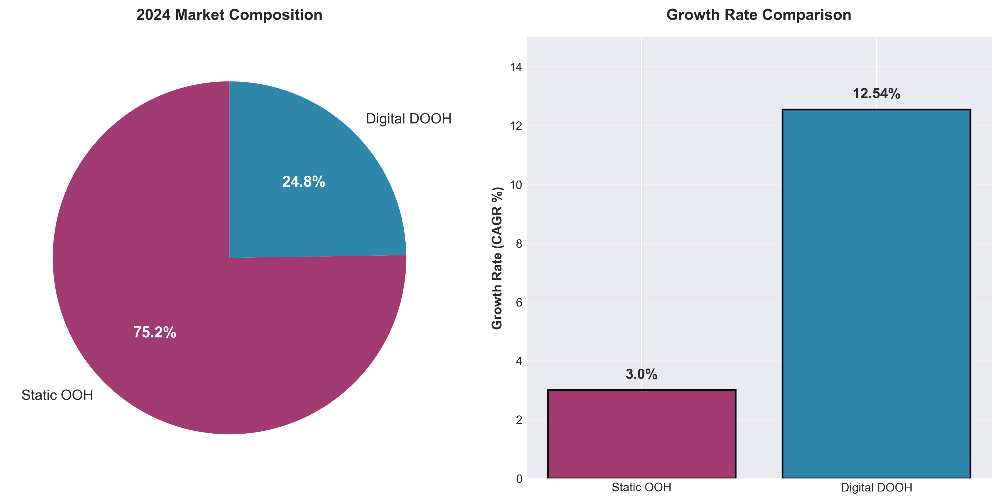 2024 Market Composition
Digital DOOH
24.8%
75.2%
Static OOH
Growth Rate Comparison
Growth Rate (CAGR %)
14
12
10
8
6
4
2
0
12.54%
3.0%
Static OOH
Digital DOOH